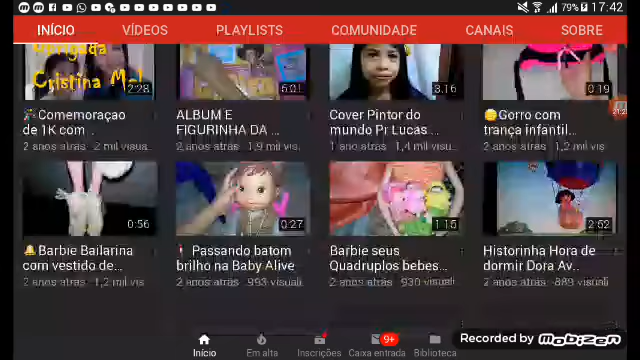 79% 17:42
INÍCIO VÍDEOS PLAYLISTS COMUNIDADE CANAIS SOBRE
Obrigada
Cristina Mel
2:28 5:01 3:16 0:19
Comemoraçao ALBUM E Cover Pintor do Gorro com
de 1K com .. FIGURINHA DA ... mundo Pr Lucas ... trança infantil...
2 anos atrás 2 mil visua.. 2 anos atrás 1,9 mil vis.. 1 ano atrás 1,4 mil visu.. 2 anos atrás 1,2 mil vis
0:56 0:27 1:15 2:52
Barbie Bailarina Passando batom Barbie seus Historinha Hora de
com vestido de... brilho na Baby Alive Quadruplos bebes... dormir Dora Av..
2 anos atrás 1,2 mil vis 2 anos atrás 993 visuali 2 anos atrás 930 visuali 2 anos atrás 889 visuali
9+
Início Em alta Inscrições Caixa entrada Biblioteca
Recorded by MOBIZEN